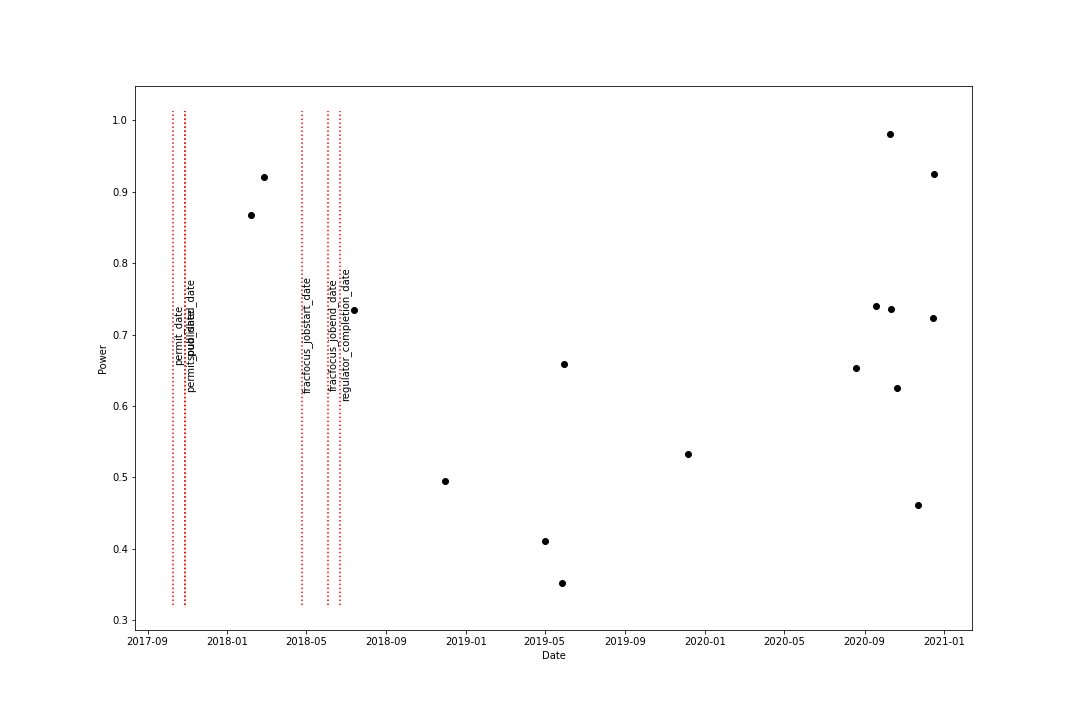 1.0
0.9
0.8
0.7
0.6
0.5
0.4
0.3
Power
permit_date
fracfocus_jobstart_date
fracfocus_jobend_date
regulator_completion_date
2017-09 2018-01 2018-05 2018-09 2019-01 2019-05 2019-09 2020-01 2020-05 2020-09 2021-01
Date